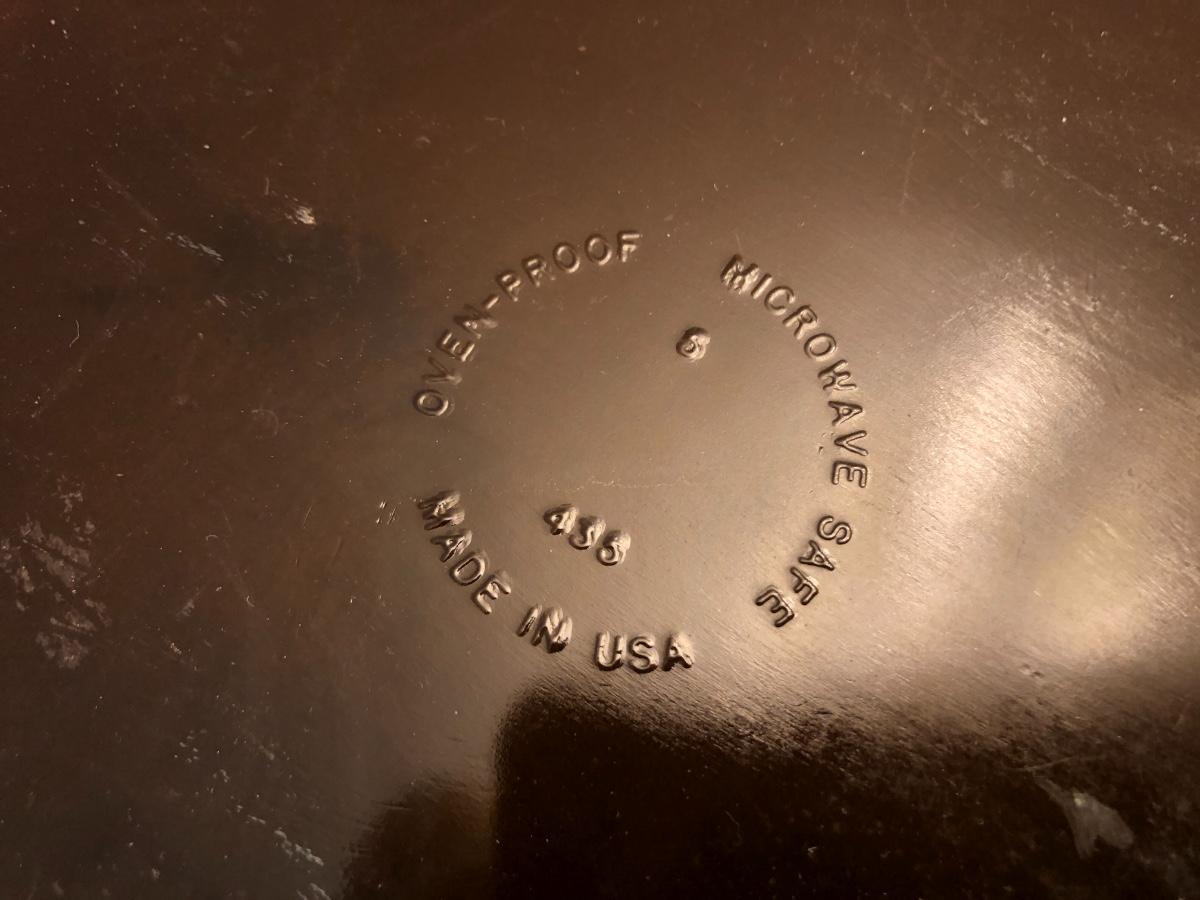 OVEN-PROOF
MICROWAVE SAFE
6
435
MADE IN USA